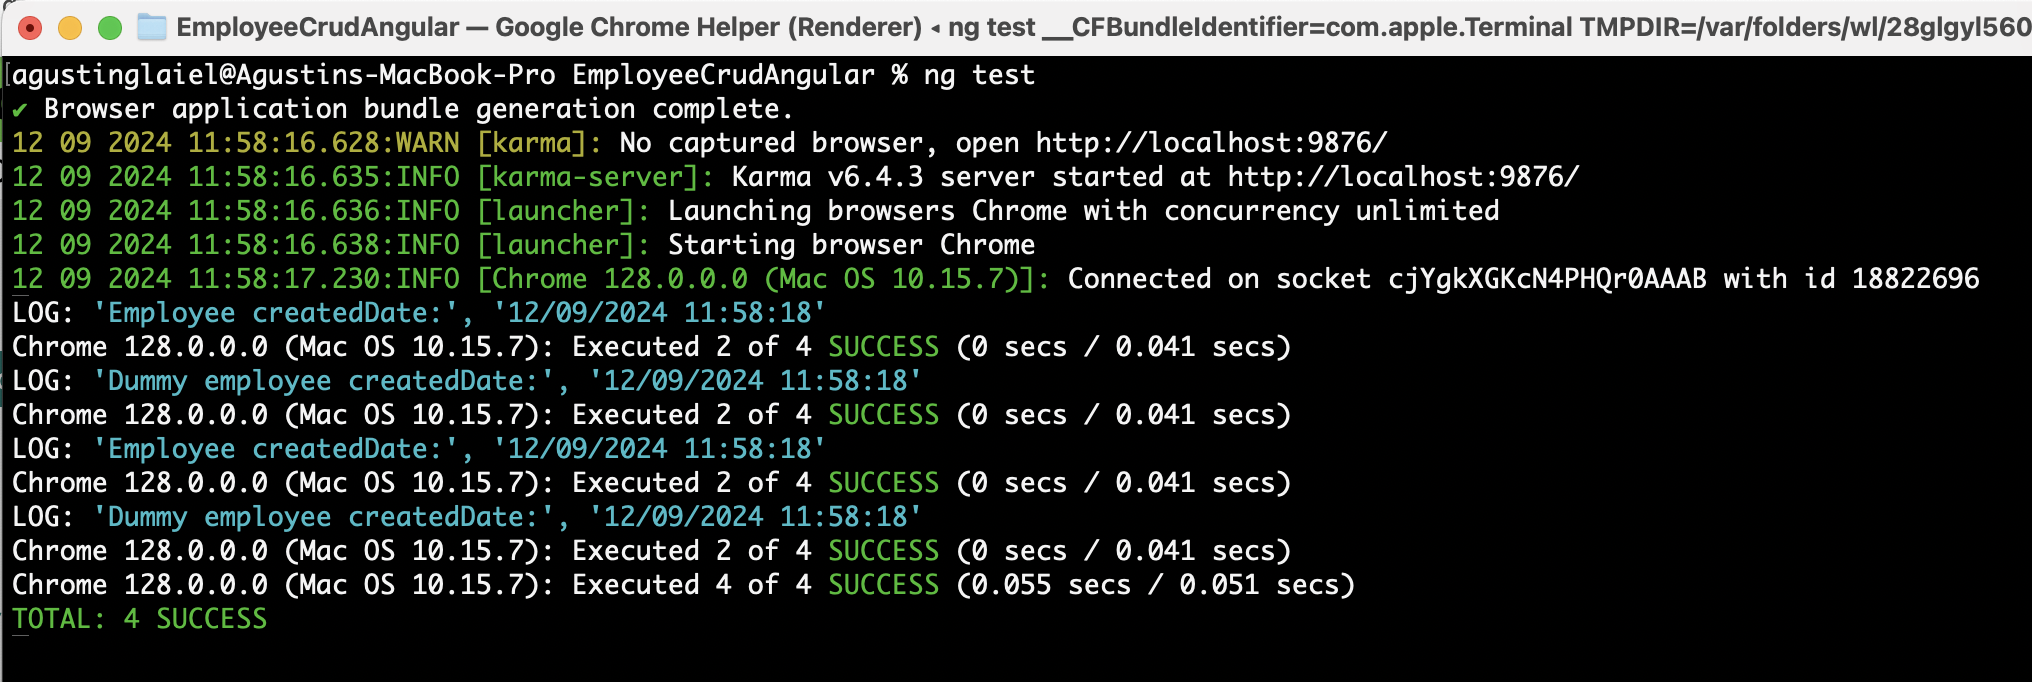 EmployeeCrudAngular — Google Chrome Helper (Renderer) ◂ ng test __CFBundleIdentifier=com.apple.Terminal TMPDIR=/var/folders/wl/28glgyl560
[agustinglaiel@Agustins-MacBook-Pro EmployeeCrudAngular % ng test
✔ Browser application bundle generation complete.
12 09 2024 11:58:16.628:WARN [karma]: No captured browser, open http://localhost:9876/
12 09 2024 11:58:16.635:INFO [karma-server]: Karma v6.4.3 server started at http://localhost:9876/
12 09 2024 11:58:16.636:INFO [launcher]: Launching browsers Chrome with concurrency unlimited
12 09 2024 11:58:16.638:INFO [launcher]: Starting browser Chrome
12 09 2024 11:58:17.230:INFO [Chrome 128.0.0.0 (Mac OS 10.15.7)]: Connected on socket cjYgkXGKcN4PHQr0AAAB with id 18822696
LOG: 'Employee createdDate:', '12/09/2024 11:58:18'
Chrome 128.0.0.0 (Mac OS 10.15.7): Executed 2 of 4 SUCCESS (0 secs / 0.041 secs)
LOG: 'Dummy employee createdDate:', '12/09/2024 11:58:18'
Chrome 128.0.0.0 (Mac OS 10.15.7): Executed 2 of 4 SUCCESS (0 secs / 0.041 secs)
LOG: 'Employee createdDate:', '12/09/2024 11:58:18'
Chrome 128.0.0.0 (Mac OS 10.15.7): Executed 2 of 4 SUCCESS (0 secs / 0.041 secs)
LOG: 'Dummy employee createdDate:', '12/09/2024 11:58:18'
Chrome 128.0.0.0 (Mac OS 10.15.7): Executed 2 of 4 SUCCESS (0 secs / 0.041 secs)
Chrome 128.0.0.0 (Mac OS 10.15.7): Executed 4 of 4 SUCCESS (0.055 secs / 0.051 secs)
TOTAL: 4 SUCCESS